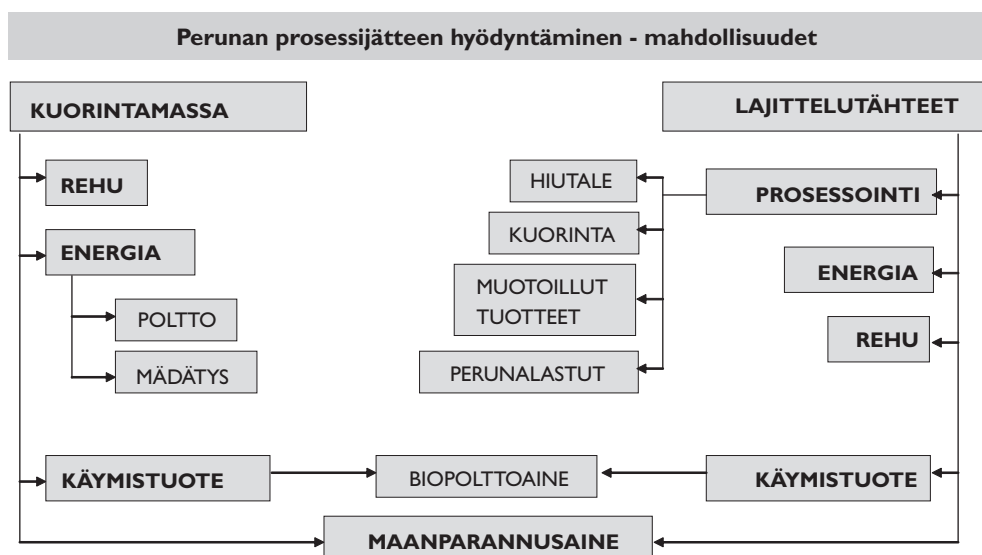 Perunan prosessijätteen hyödyntäminen - mahdollisuudet
KUORINTAMASSA
LAJITTELUTÄHTEET
REHU
HIUTALE
PROSESSOINTI
KUORINTA
ENERGIA
ENERGIA
MUOTOILLUT
TUOTTEET
POLTTO
REHU
MÄDÄTYS
PERUNALASTUT
KÄYMISTUOTE
BIOPOLTTOAINE
KÄYMISTUOTE
MAANPARANNUSAINE